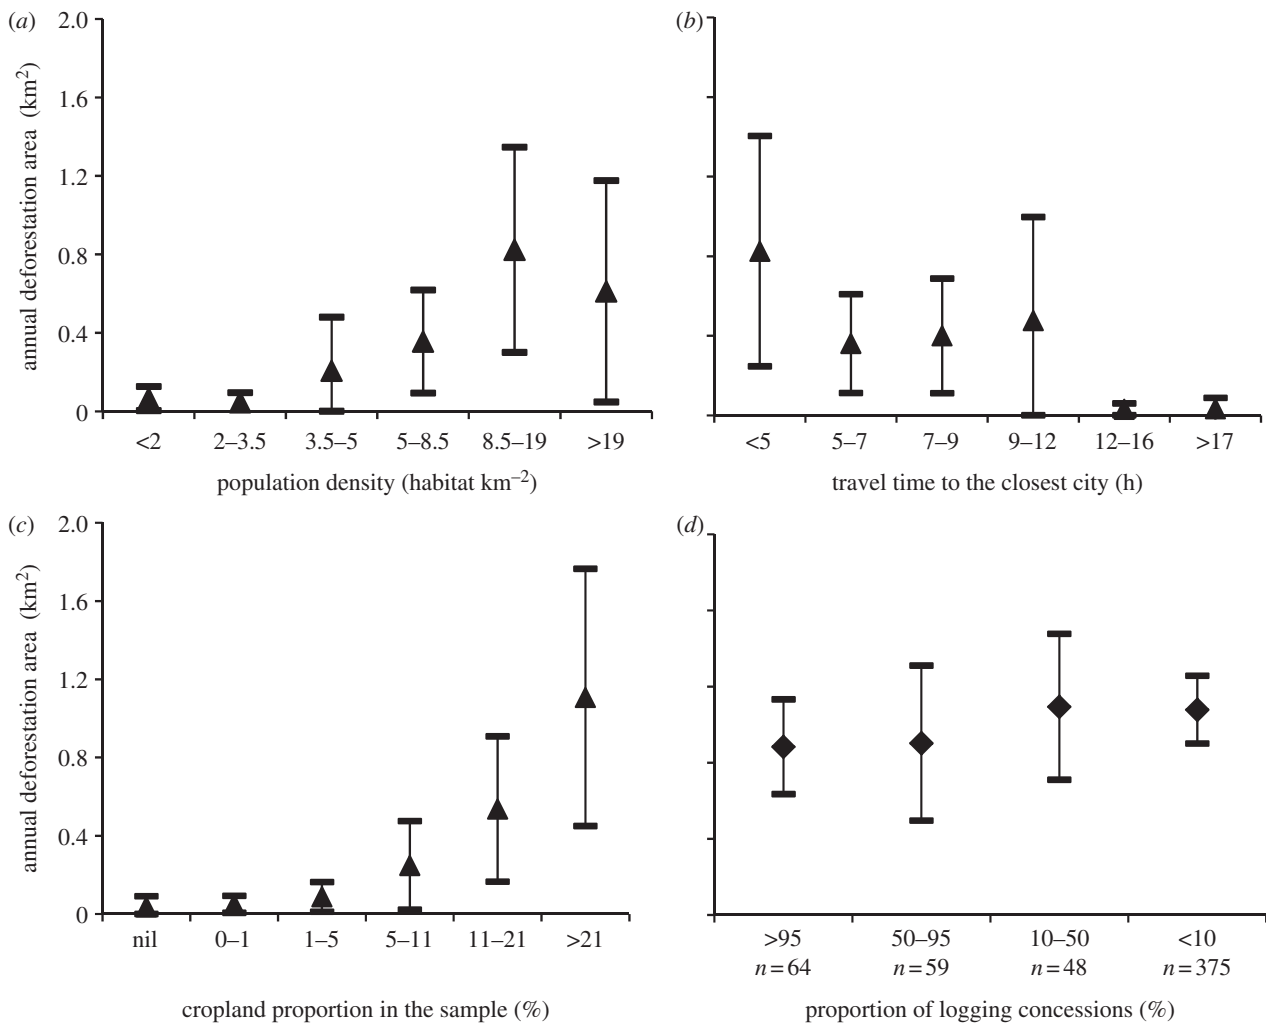 (a)
2.0
1.6
1.2
0.8
0.4
0
annual deforestation area (km²)
<2 2–3.5 3.5–5 5–8.5 8.5–19 >19
population density (habitat km⁻²)
(b)
<5 5–7 7–9 9–12 12–16 >17
travel time to the closest city (h)
(c)
2.0
1.6
1.2
0.8
0.4
0
annual deforestation area (km²)
nil 0–1 1–5 5–11 11–21 >21
cropland proportion in the sample (%)
(d)
>95 50–95 10–50 <10
n=64 n=59 n=48 n=375
proportion of logging concessions (%)